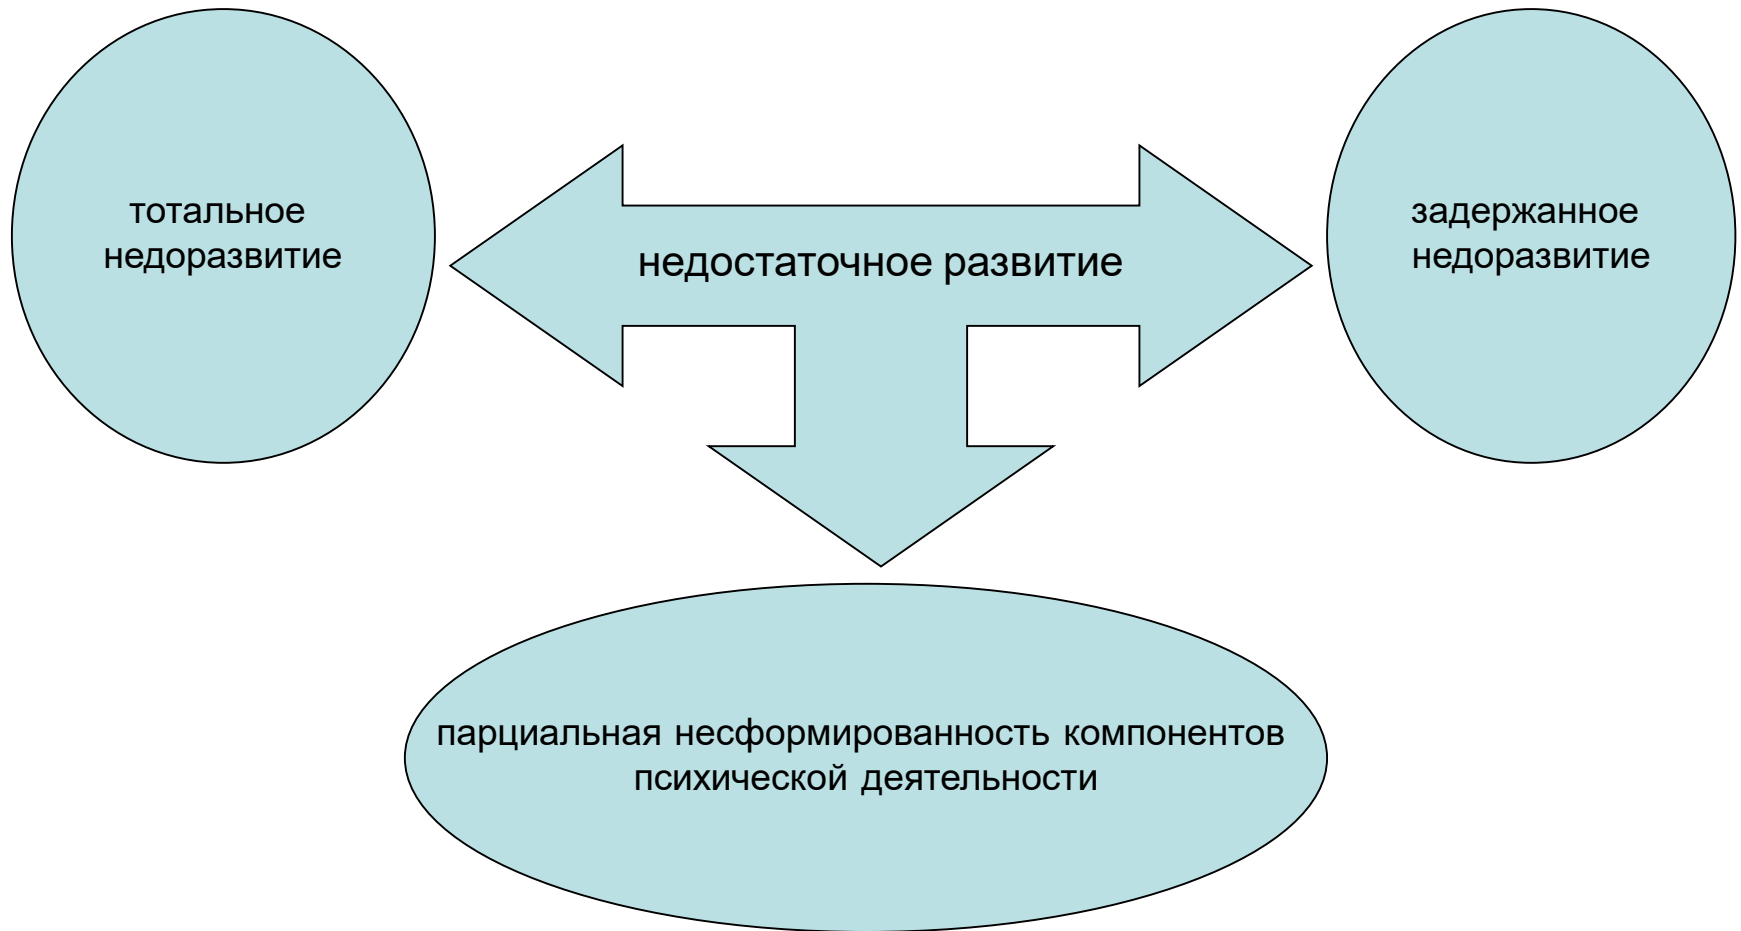 тотальное
недоразвитие
недостаточное развитие
задержанное
недоразвитие
парциальная несформированность компонентов
психической деятельности